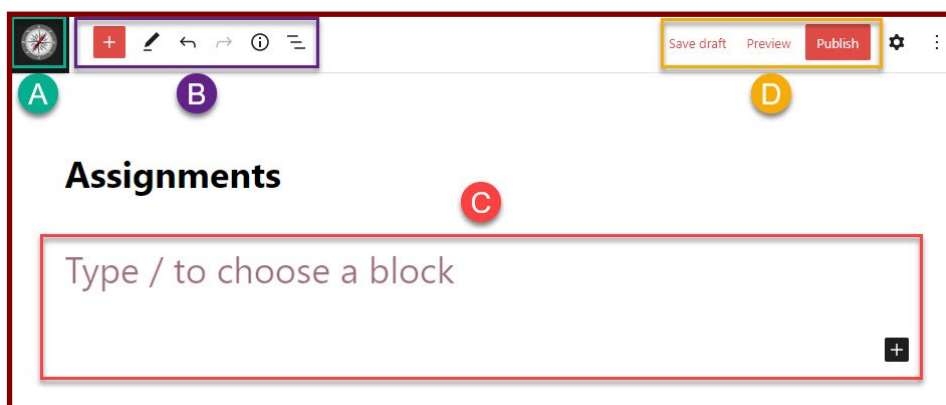 Save draft Preview Publish
A B D
Assignments
C
Type / to choose a block